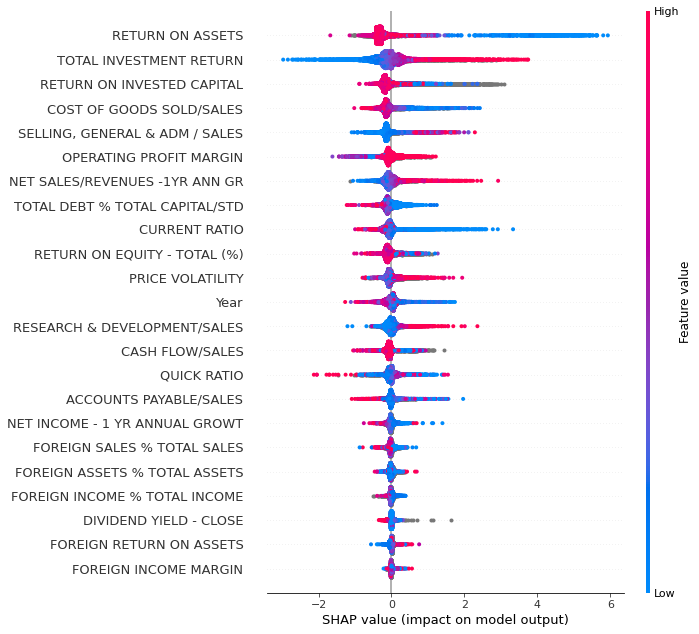 High
RETURN ON ASSETS
TOTAL INVESTMENT RETURN
RETURN ON INVESTED CAPITAL
COST OF GOODS SOLD/SALES
SELLING, GENERAL & ADM / SALES
OPERATING PROFIT MARGIN
NET SALES/REVENUES -1YR ANN GR
TOTAL DEBT % TOTAL CAPITAL/STD
CURRENT RATIO
RETURN ON EQUITY - TOTAL (%)
PRICE VOLATILITY
Year
RESEARCH & DEVELOPMENT/SALES
CASH FLOW/SALES
QUICK RATIO
ACCOUNTS PAYABLE/SALES
NET INCOME - 1 YR ANNUAL GROWT
FOREIGN SALES % TOTAL SALES
FOREIGN ASSETS % TOTAL ASSETS
FOREIGN INCOME % TOTAL INCOME
DIVIDEND YIELD - CLOSE
FOREIGN RETURN ON ASSETS
FOREIGN INCOME MARGIN
Feature value
Low
−2 0 2 4 6
SHAP value (impact on model output)